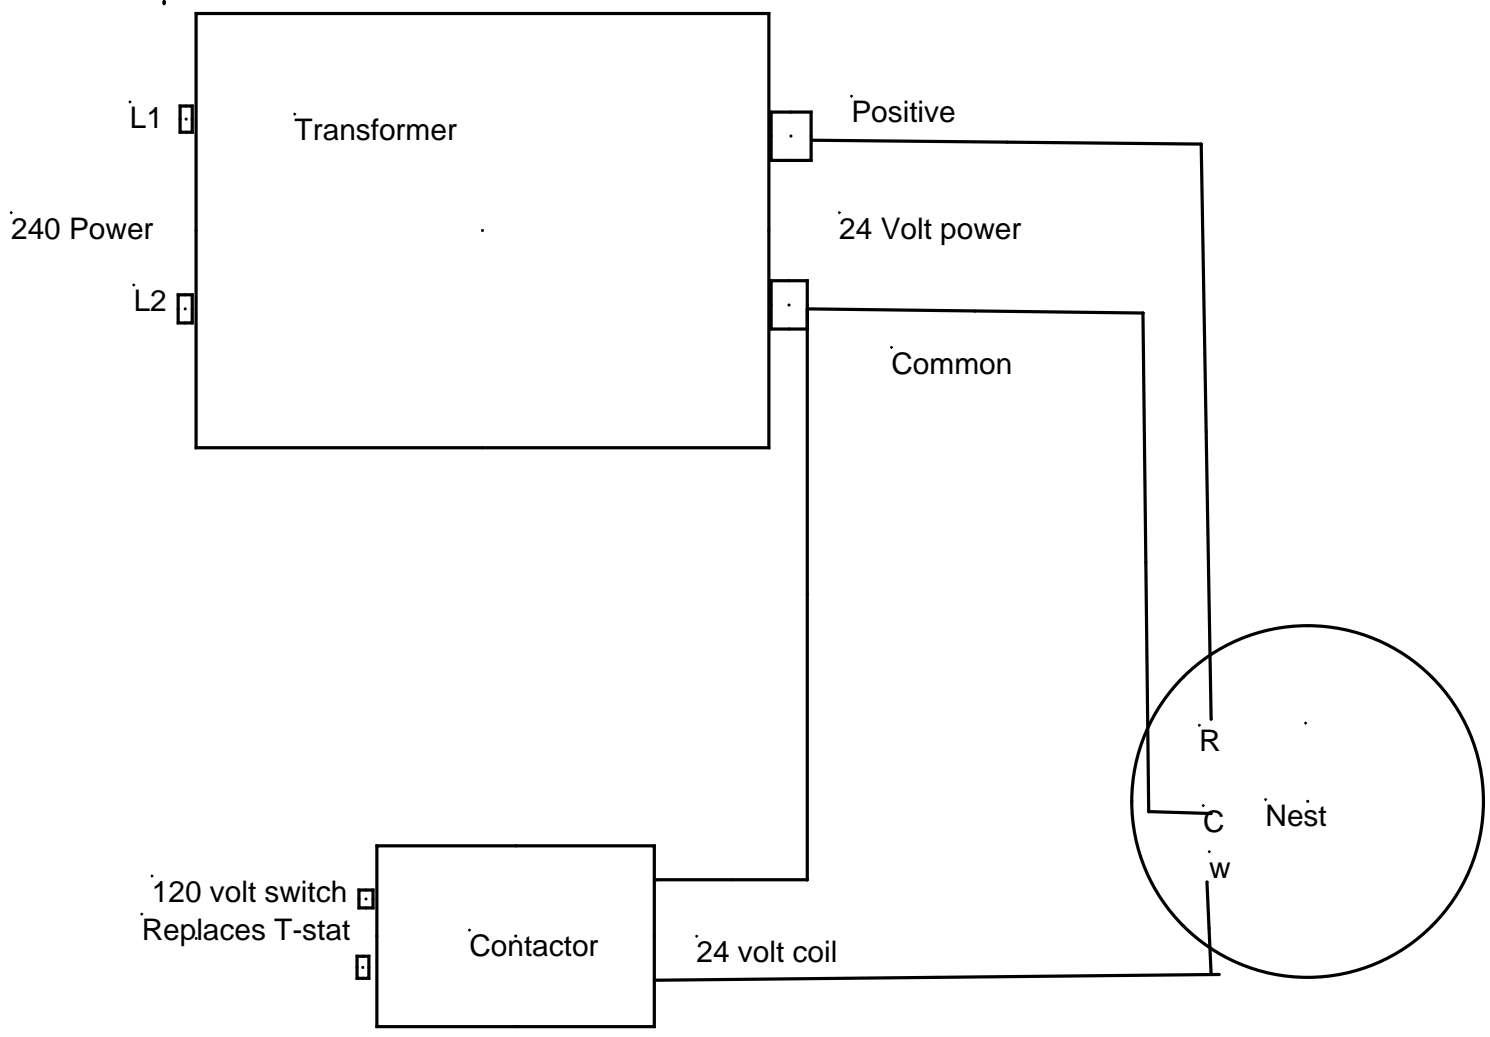 L1
Transformer
Positive
240 Power
24 Volt power
L2
Common
R
C
Nest
w
120 volt switch
Replaces T-stat
Contactor
24 volt coil